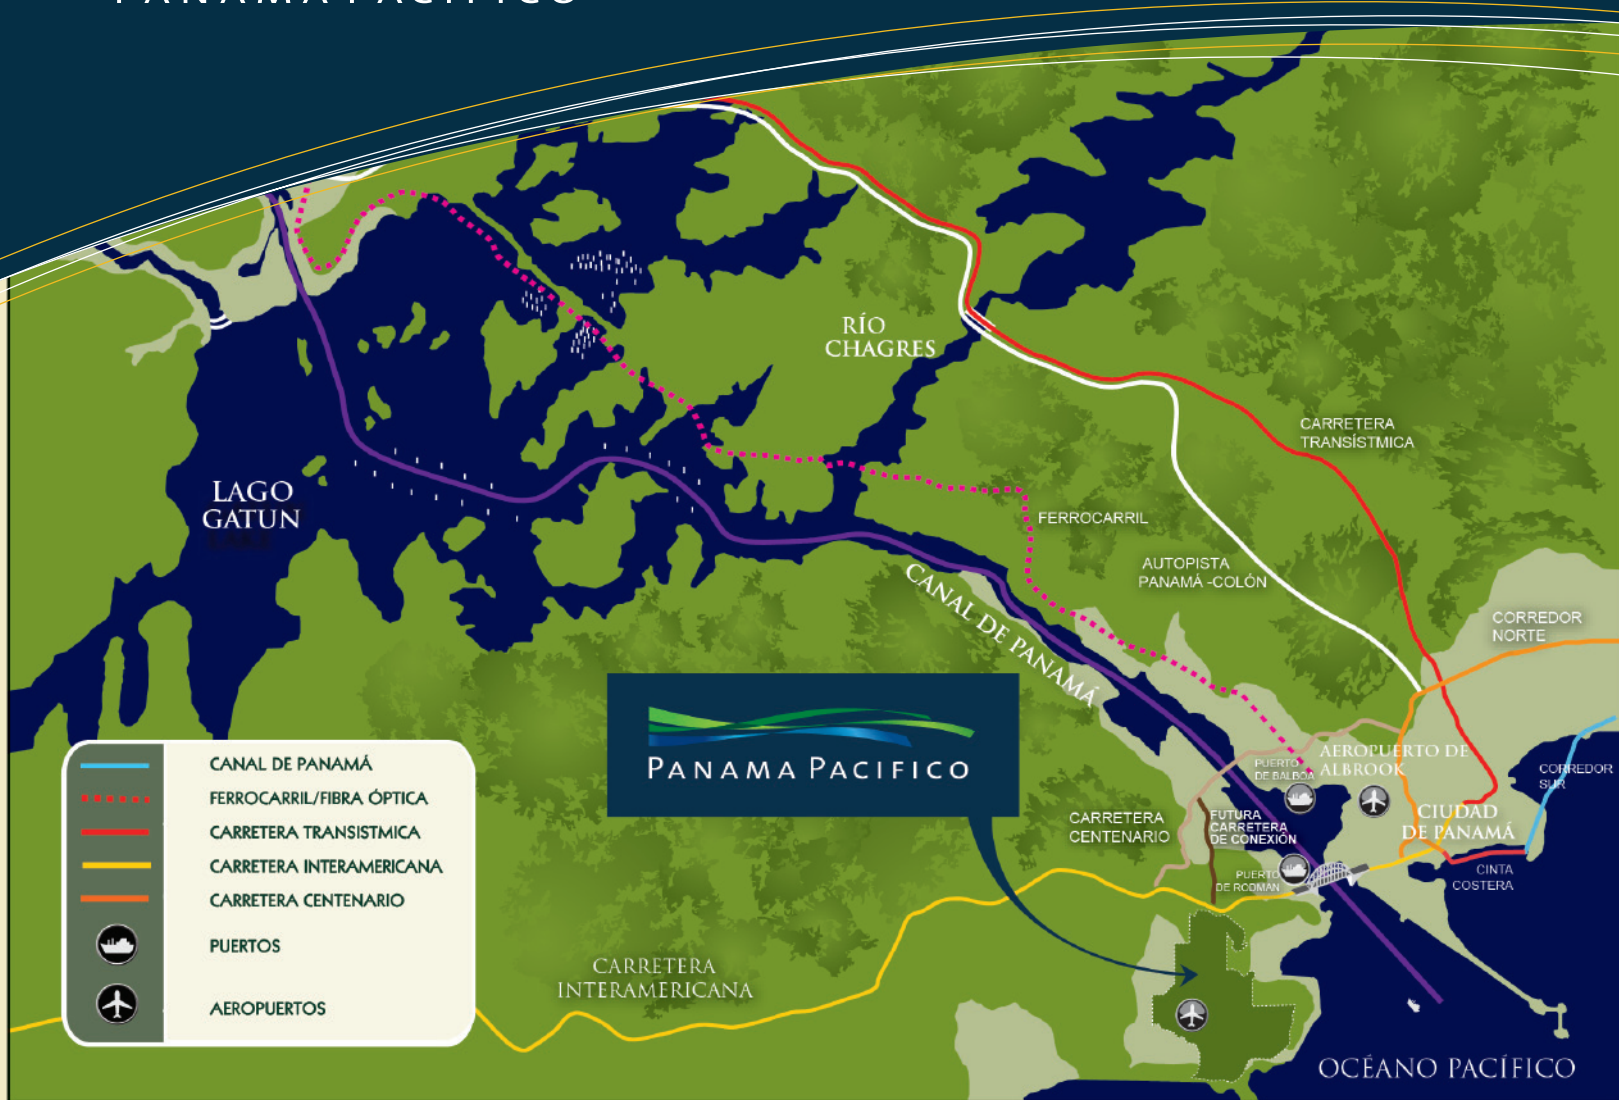 PANAMA PACIFICO
RÍO
CHAGRES
CARRETERA
TRANSÍSTMICA
LAGO
GATUN
FERROCARRIL
AUTOPISTA
PANAMÁ -COLÓN
CANAL DE PANAMÁ
CORREDOR
NORTE
PANAMA PACIFICO
AEROPUERTO DE
ALBROOK
PUERTO
DE BALBOA
CORREDOR
SUR
CARRETERA
CENTENARIO
FUTURA
CARRETERA
DE CONEXIÓN
CIUDAD
DE PANAMÁ
PUERTO
DE RODMAN
CINTA
COSTERA
CARRETERA
INTERAMERICANA
OCÉANO PACÍFICO
CANAL DE PANAMÁ
FERROCARRIL/FIBRA ÓPTICA
CARRETERA TRANSISTMICA
CARRETERA INTERAMERICANA
CARRETERA CENTENARIO
PUERTOS
AEROPUERTOS